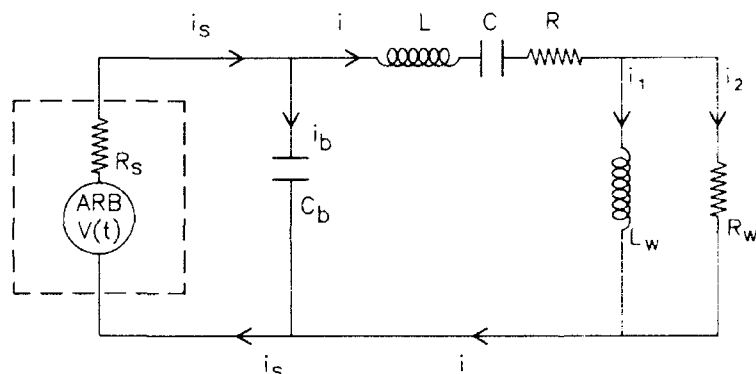 i_s i L C R
i_1 i_2
i_b
R_s
ARB
V(t)
C_b
L_w
R_w
i_s i